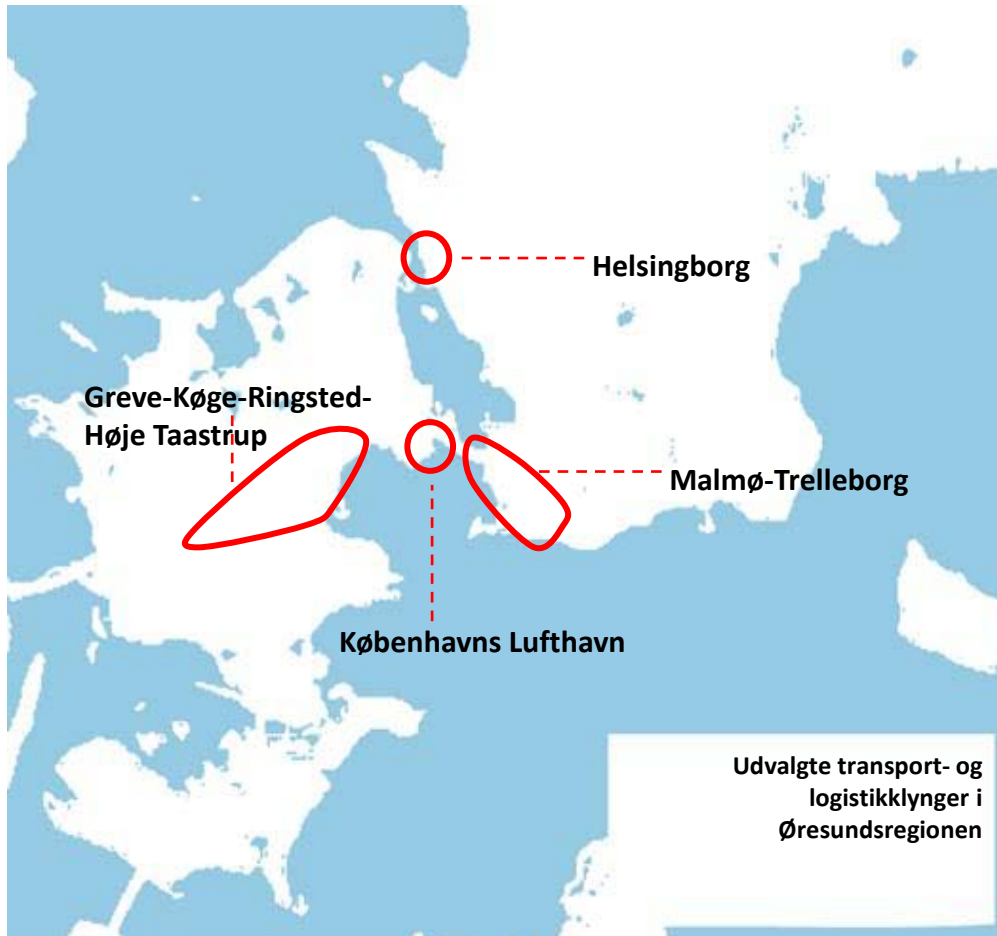 Helsingborg
Greve-Køge-Ringsted-
Høje Taastrup
Malmø-Trelleborg
Københavns Lufthavn
Udvalgte transport- og
logistikklynger i
Øresundsregionen